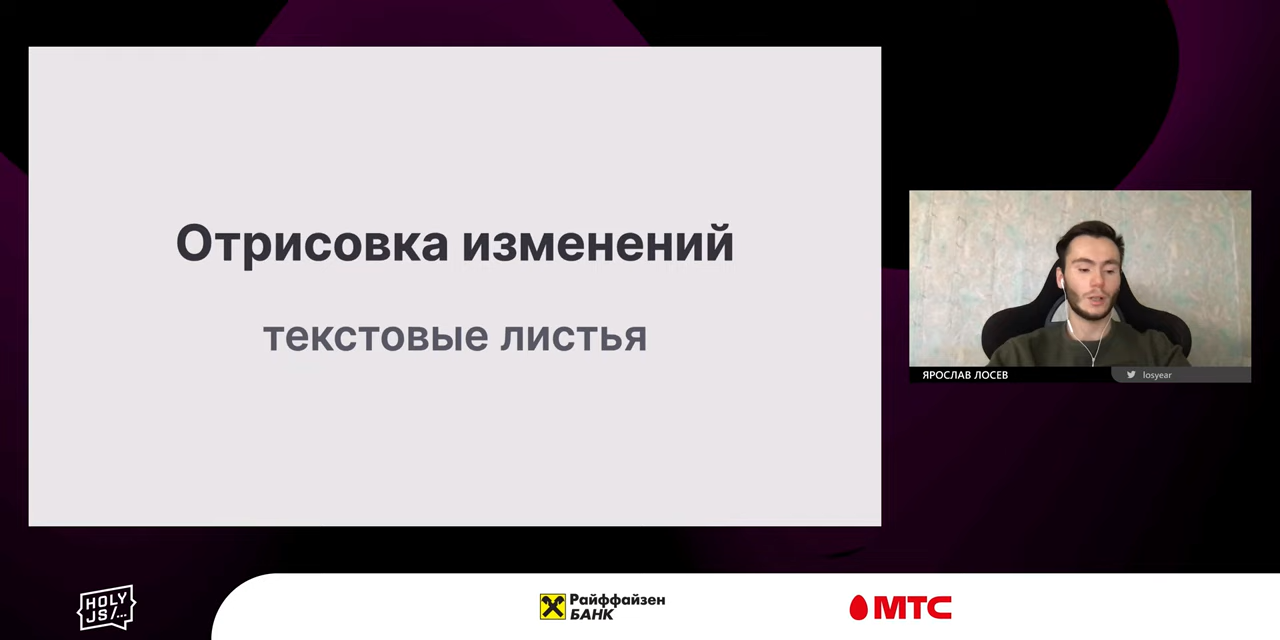 Отрисовка изменений
текстовые листья
ЯРОСЛАВ ЛОСЕВ
losyear
HOLY
JS/...
Райффайзен
БАНК
МТС